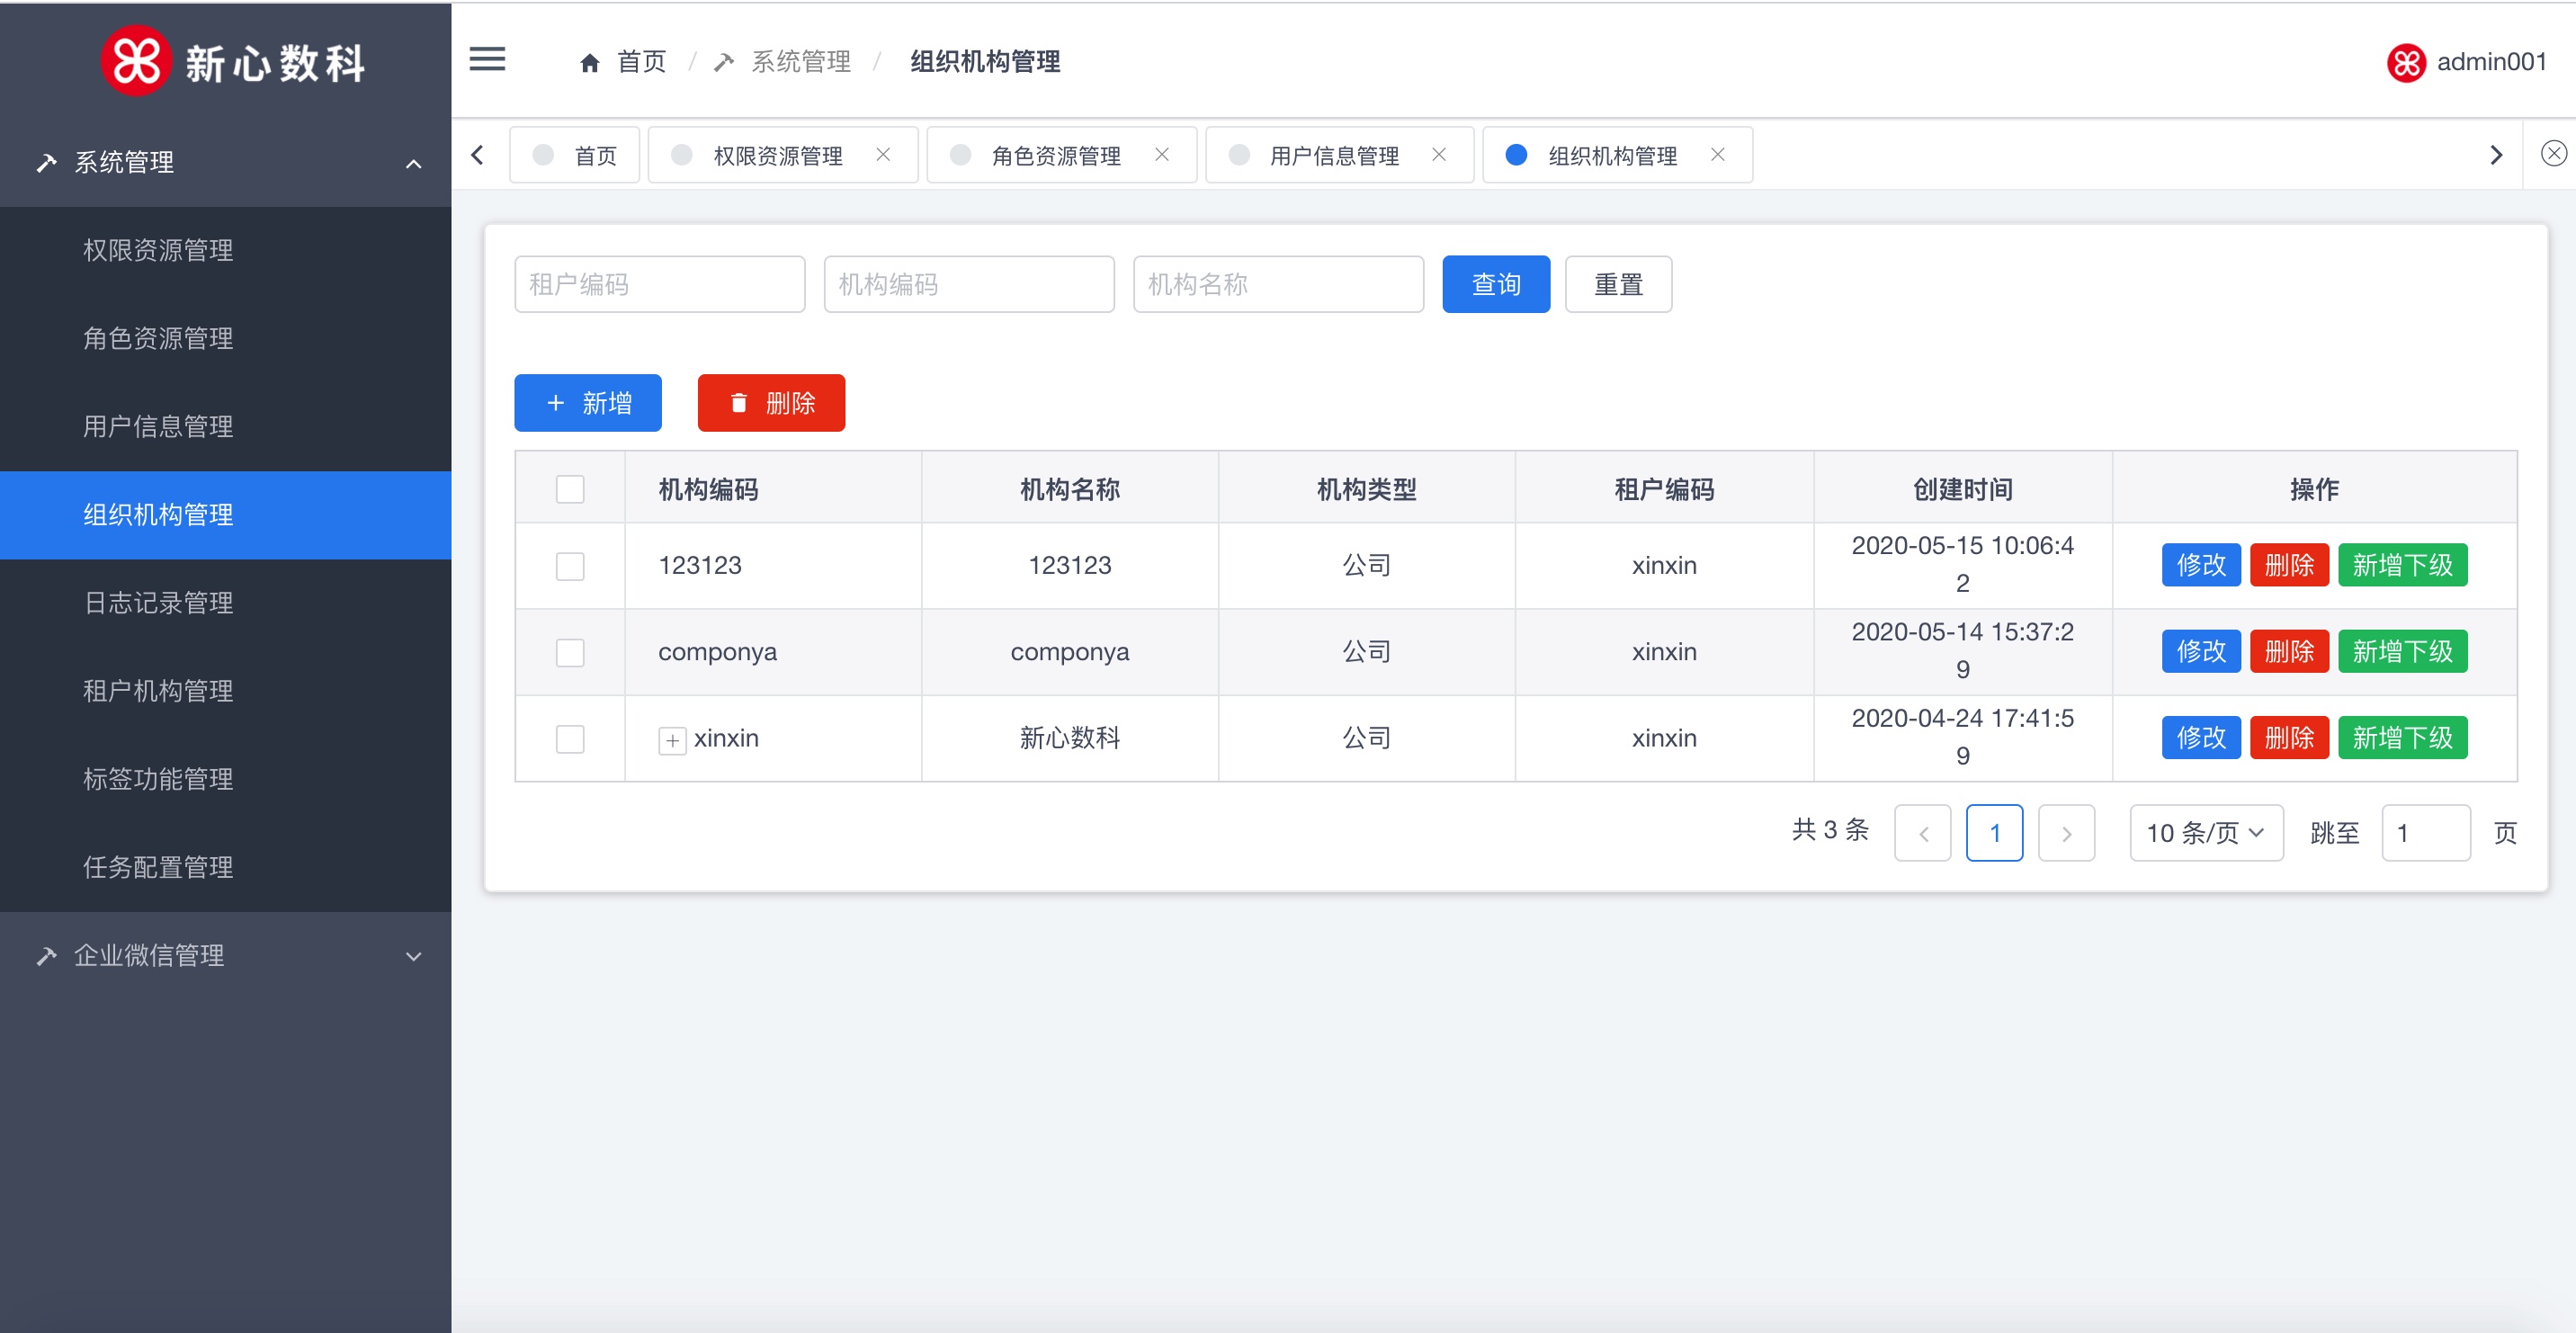 新心数科
首页 / 系统管理 / 组织机构管理
admin001
系统管理
权限资源管理
角色资源管理
用户信息管理
组织机构管理
日志记录管理
租户机构管理
标签功能管理
任务配置管理
企业微信管理
首页 权限资源管理 角色资源管理 用户信息管理 组织机构管理
租户编码 机构编码 机构名称 查询 重置
+ 新增 删除
机构编码 机构名称 机构类型 租户编码 创建时间 操作
123123 123123 公司 xinxin 2020-05-15 10:06:4
2
修改 删除 新增下级
componya componya 公司 xinxin 2020-05-14 15:37:2
9
修改 删除 新增下级
xinxin 新心数科 公司 xinxin 2020-04-24 17:41:5
9
修改 删除 新增下级
共 3 条 1 10 条/页 跳至 1 页